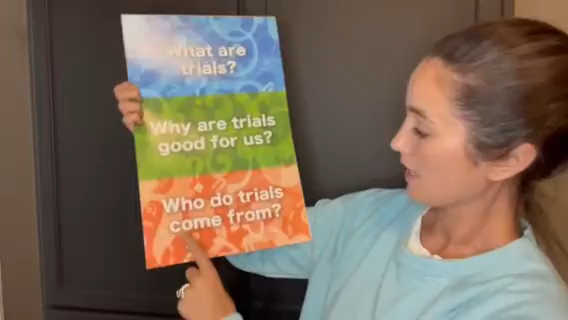 What are
trials?
Why are trials
good for us?
Who do trials
come from?